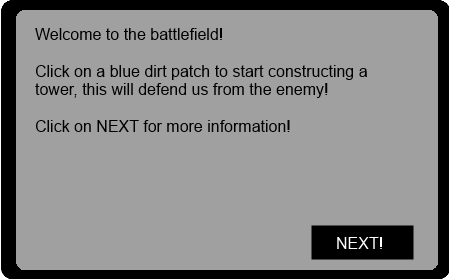 Welcome to the battlefield!
Click on a blue dirt patch to start constructing a
tower, this will defend us from the enemy!
Click on NEXT for more information!
NEXT!